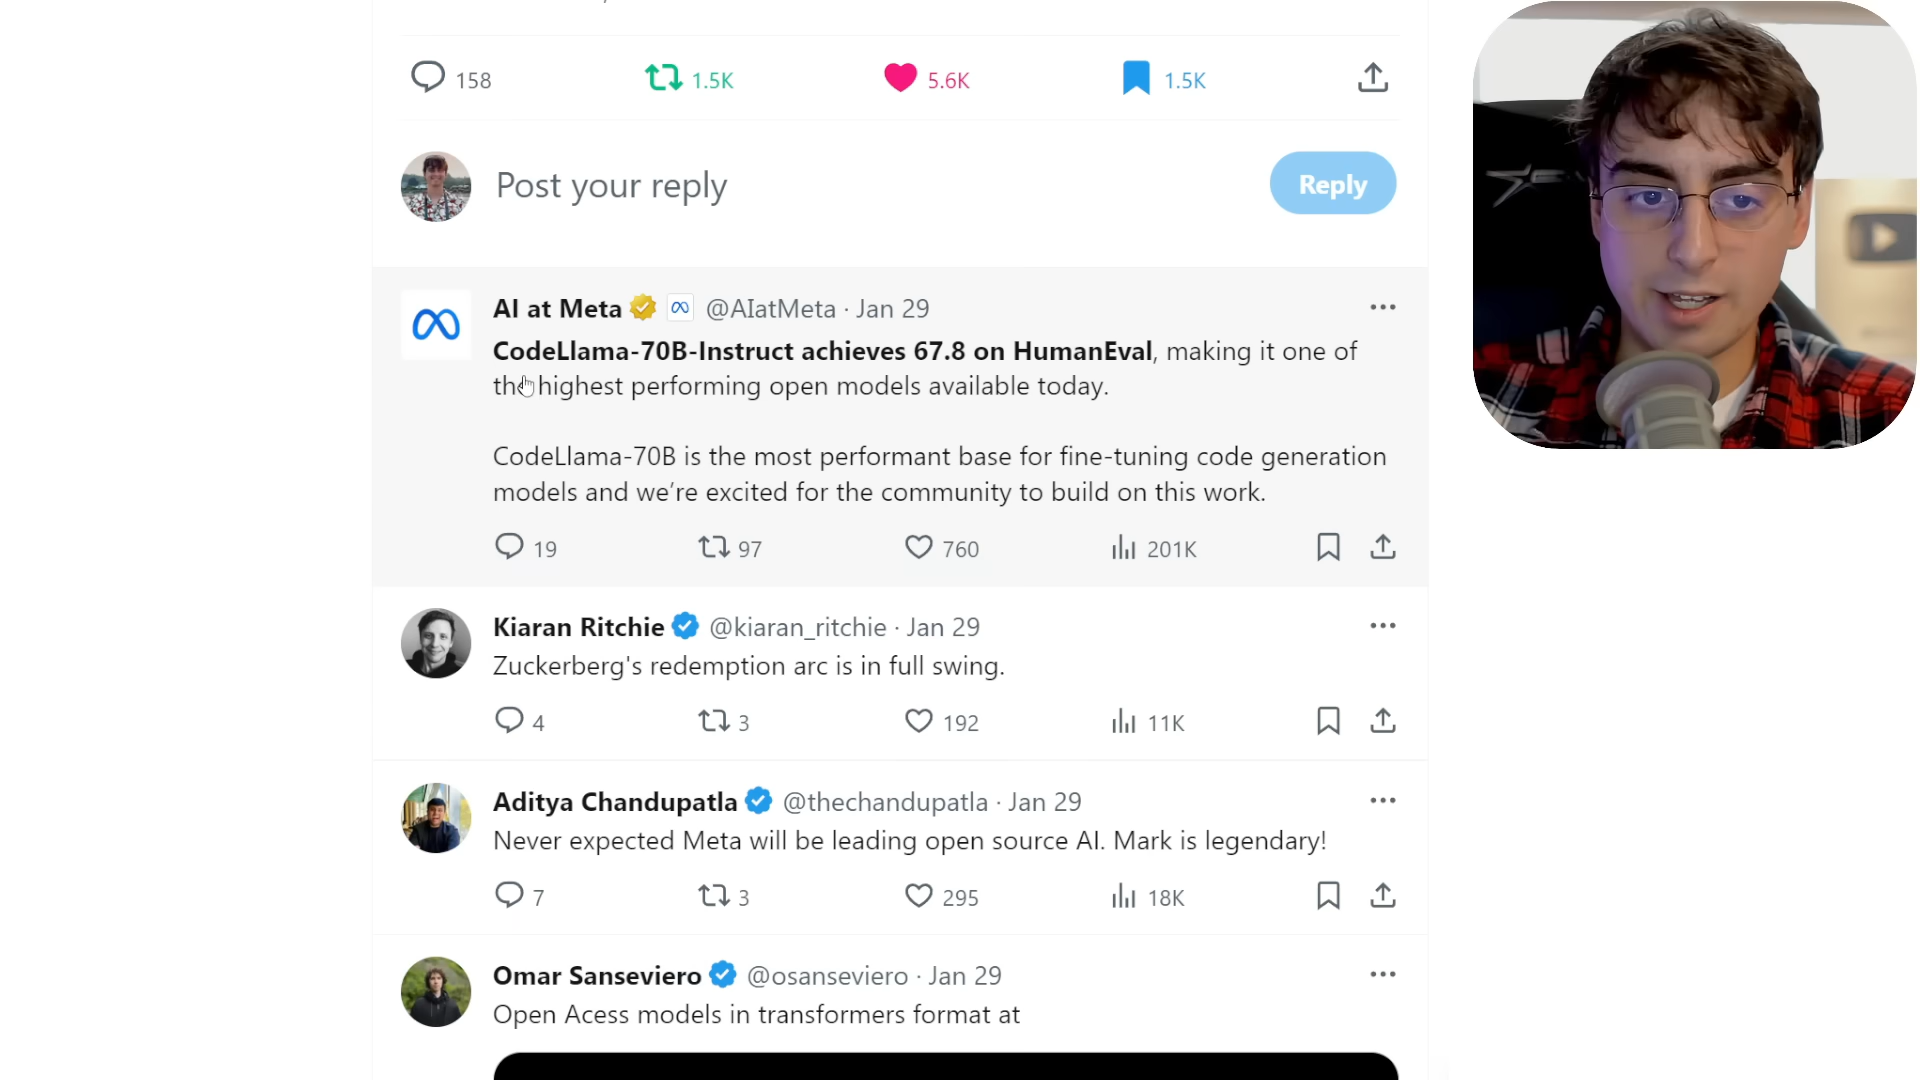 158 1.5K 5.6K 1.5K
Post your reply Reply
AI at Meta @AIatMeta · Jan 29
CodeLlama-70B-Instruct achieves 67.8 on HumanEval, making it one of
the highest performing open models available today.
CodeLlama-70B is the most performant base for fine-tuning code generation
models and we’re excited for the community to build on this work.
19 97 760 201K
Kiaran Ritchie @kiaran_ritchie · Jan 29
Zuckerberg's redemption arc is in full swing.
4 3 192 11K
Aditya Chandupatla @thechandupatla · Jan 29
Never expected Meta will be leading open source AI. Mark is legendary!
7 3 295 18K
Omar Sanseviero @osanseviero · Jan 29
Open Acess models in transformers format at